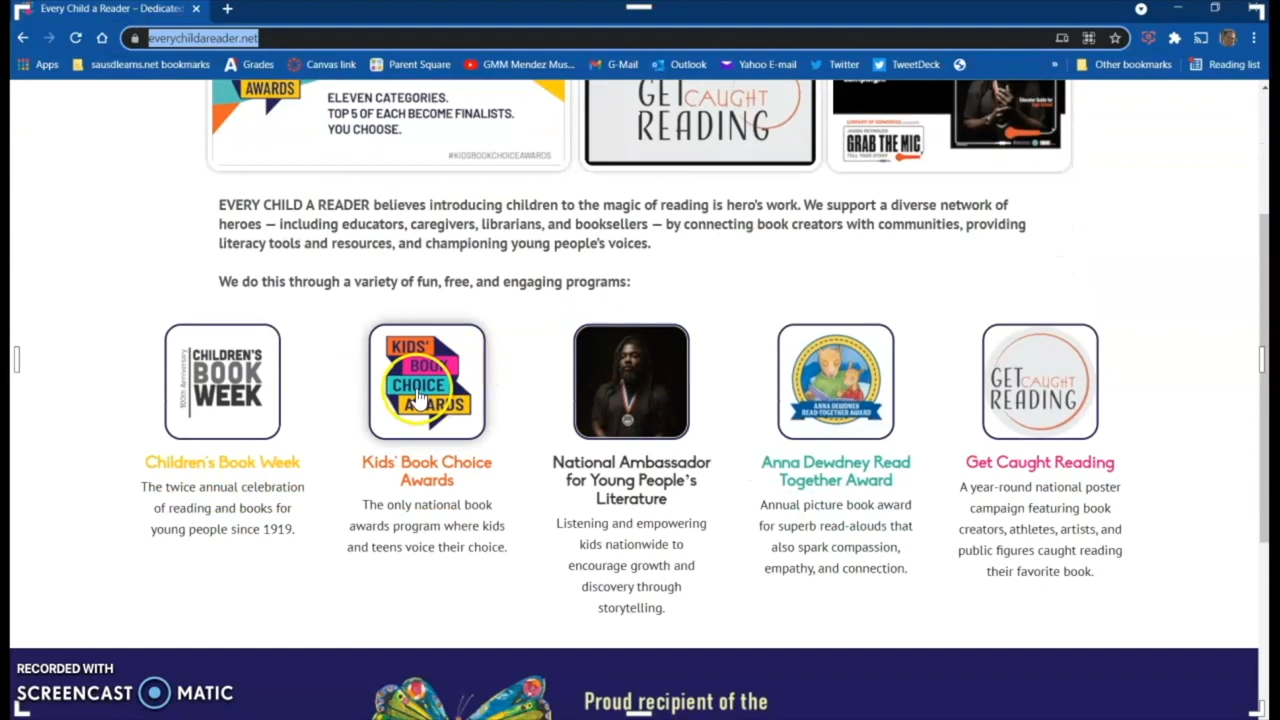 Every Child a Reader – Dedicated
everychildareader.net
Apps
sausdlearns.net bookmarks
Grades
Canvas link
Parent Square
GMM Mendez Mus...
G-Mail
Outlook
Yahoo E-mail
Twitter
TweetDeck
»
Other bookmarks
Reading list
AWARDS
ELEVEN CATEGORIES.
TOP 5 OF EACH BECOME FINALISTS.
YOU CHOOSE.
#KIDSBOOKCHOICEAWARDS
GET CAUGHT
READING
GRAB THE MIC
EVERY CHILD A READER believes introducing children to the magic of reading is hero's work. We support a diverse network of
heroes — including educators, caregivers, librarians, and booksellers — by connecting book creators with communities, providing
literacy tools and resources, and championing young people's voices.
We do this through a variety of fun, free, and engaging programs:
100th Anniversary
CHILDREN'S
BOOK
WEEK
KIDS'
BOOK
CHOICE
AWARDS
ANNA DEWDNEY
READ-TOGETHER AWARD
GET CAUGHT
READING
Children's Book Week
The twice annual celebration
of reading and books for
young people since 1919.
Kids' Book Choice
Awards
The only national book
awards program where kids
and teens voice their choice.
National Ambassador
for Young People's
Literature
Listening and empowering
kids nationwide to
encourage growth and
discovery through
storytelling.
Anna Dewdney Read
Together Award
Annual picture book award
for superb read-alouds that
also spark compassion,
empathy, and connection.
Get Caught Reading
A year-round national poster
campaign featuring book
creators, athletes, artists, and
public figures caught reading
their favorite book.
Proud recipient of the
RECORDED WITH
SCREENCAST MATIC